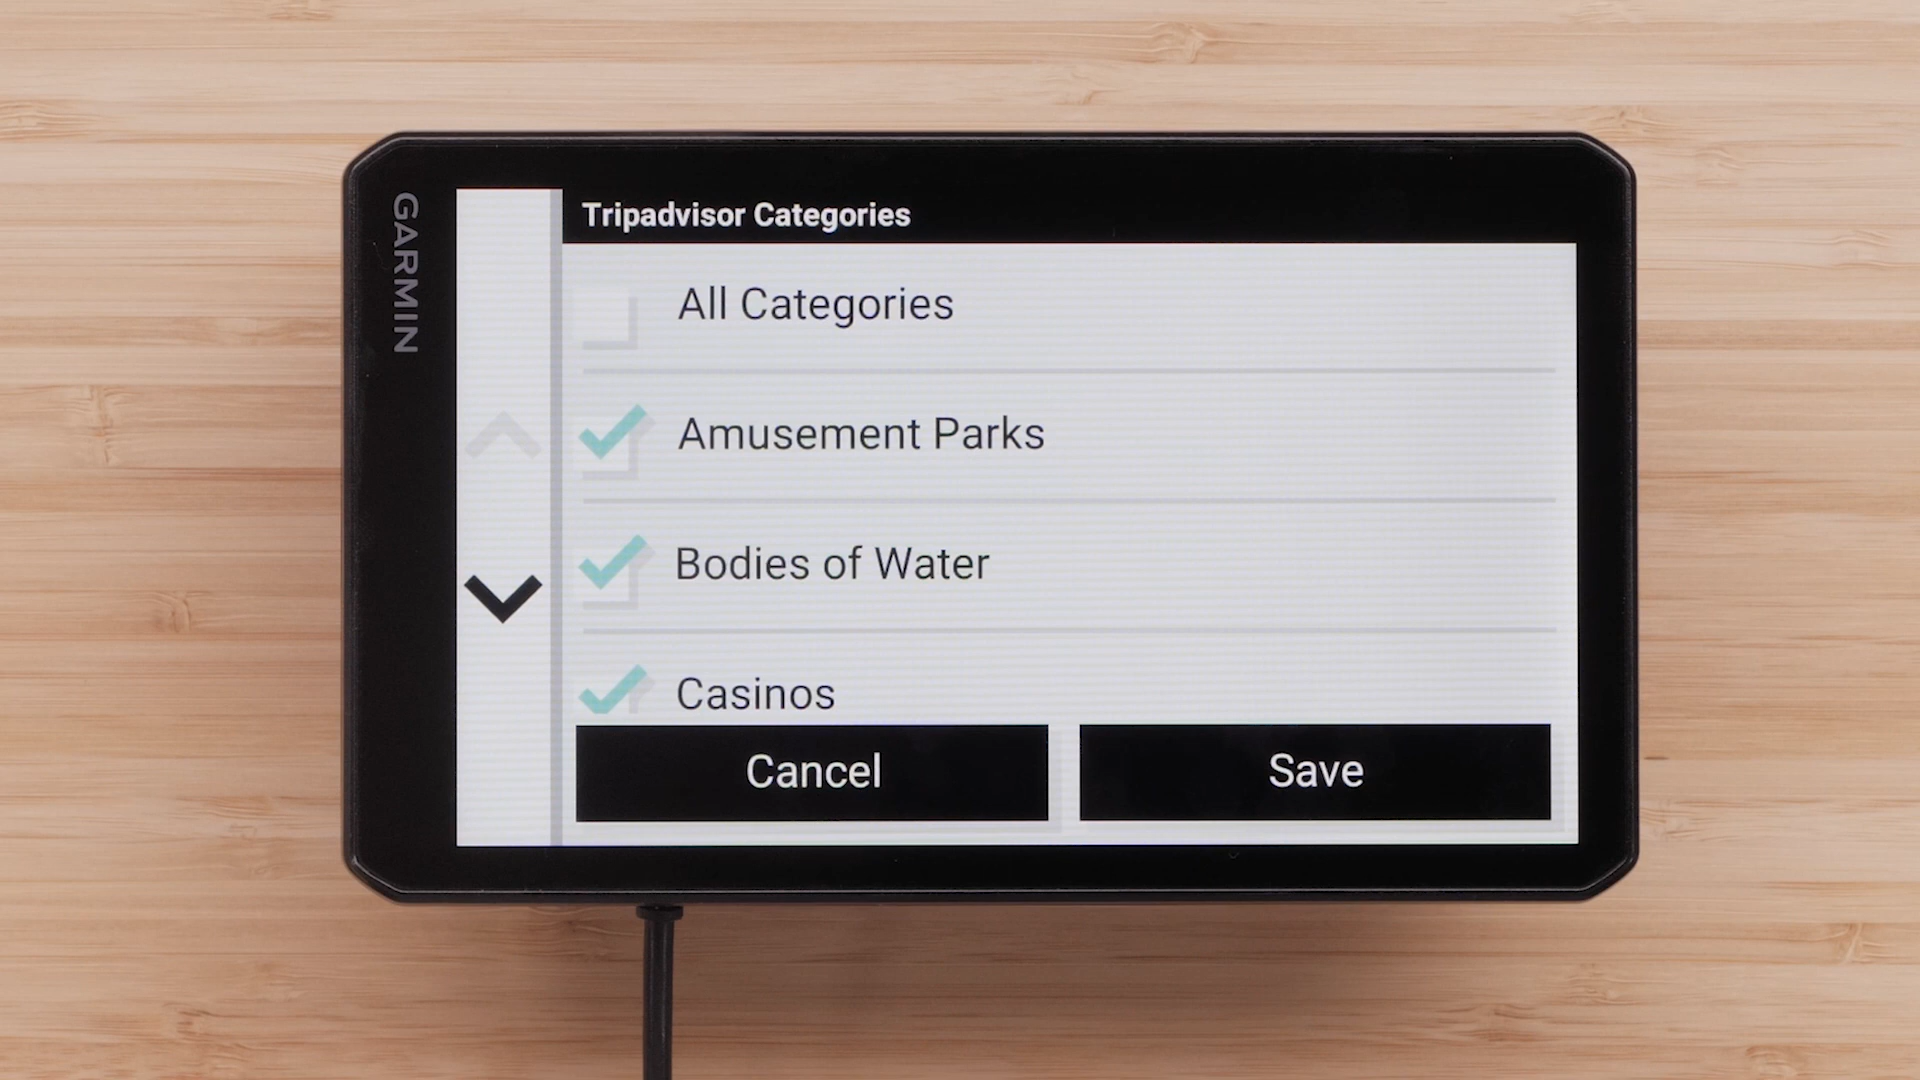 GARMIN
Tripadvisor Categories
All Categories
Amusement Parks
Bodies of Water
Casinos
Cancel
Save